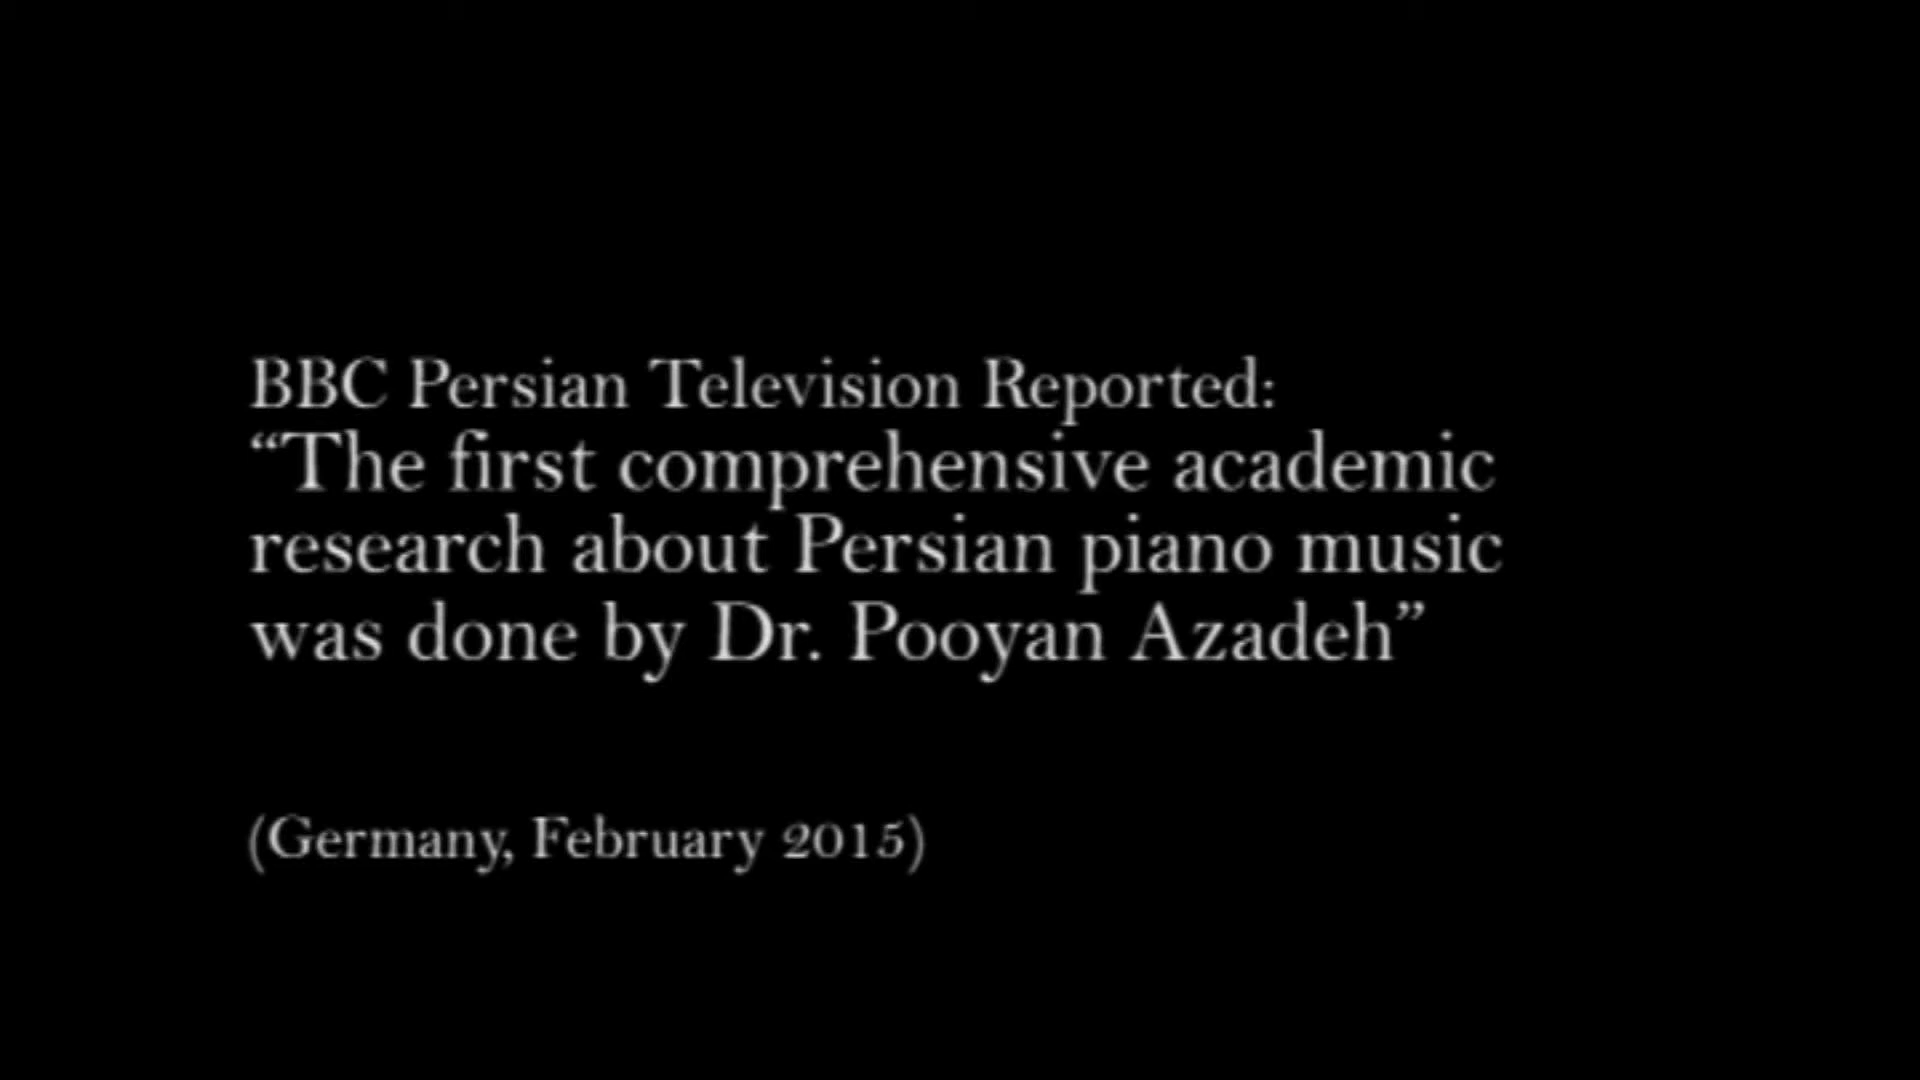 BBC Persian Television Reported:
“The first comprehensive academic
research about Persian piano music
was done by Dr. Pooyan Azadeh”
(Germany, February 2015)